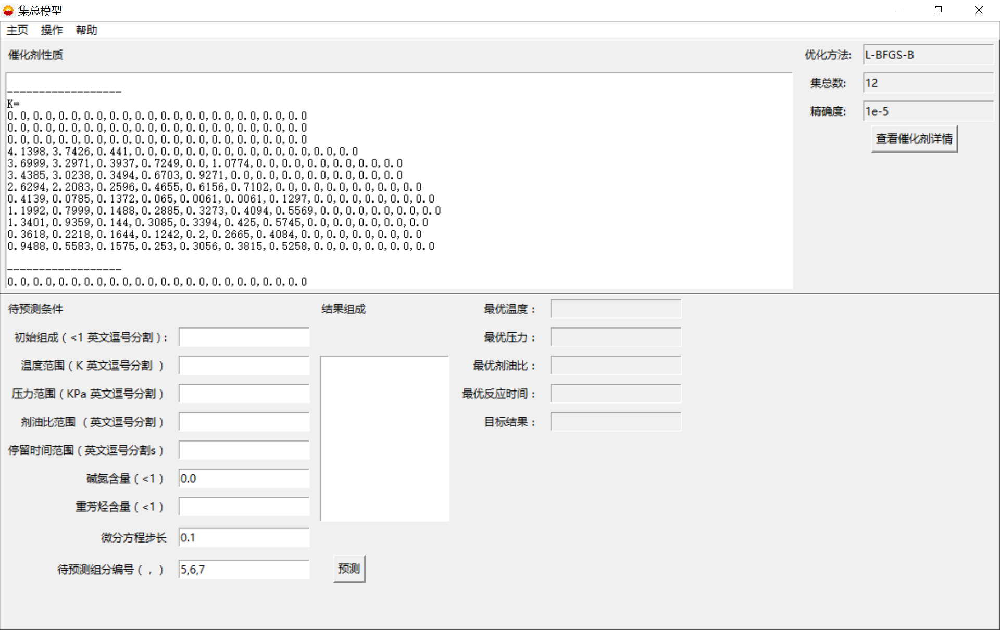 集总模型
主页 操作 帮助
催化剂性质
------------------
K=
0.0,0.0,0.0,0.0,0.0,0.0,0.0,0.0,0.0,0.0,0.0,0.0
0.0,0.0,0.0,0.0,0.0,0.0,0.0,0.0,0.0,0.0,0.0,0.0
0.0,0.0,0.0,0.0,0.0,0.0,0.0,0.0,0.0,0.0,0.0,0.0
4.1398,3.7426,0.441,0.0,0.0,0.0,0.0,0.0,0.0,0.0,0.0,0.0
3.6999,3.2971,0.3937,0.7249,0.0,1.0774,0.0,0.0,0.0,0.0,0.0,0.0
3.4385,3.0238,0.3494,0.6703,0.9271,0.0,0.0,0.0,0.0,0.0,0.0,0.0
2.6294,2.2083,0.2596,0.4655,0.6156,0.7102,0.0,0.0,0.0,0.0,0.0,0.0
0.4139,0.0785,0.1372,0.065,0.0061,0.0061,0.1297,0.0,0.0,0.0,0.0,0.0
1.1992,0.7999,0.1488,0.2885,0.3273,0.4094,0.5569,0.0,0.0,0.0,0.0,0.0
1.3401,0.9359,0.144,0.3085,0.3394,0.425,0.5745,0.0,0.0,0.0,0.0,0.0
0.3618,0.2218,0.1644,0.1242,0.2,0.2665,0.4084,0.0,0.0,0.0,0.0,0.0
0.9488,0.5583,0.1575,0.253,0.3056,0.3815,0.5258,0.0,0.0,0.0,0.0,0.0
------------------
0.0,0.0,0.0,0.0,0.0,0.0,0.0,0.0,0.0,0.0,0.0,0.0
优化方法: L-BFGS-B
集总数: 12
精确度: 1e-5
查看催化剂详情
待预测条件
初始组成（<1 英文逗号分割）:
温度范围（K 英文逗号分割 ）
压力范围（KPa 英文逗号分割）
剂油比范围 （英文逗号分割）
停留时间范围（英文逗号分割s）
碱氮含量（<1） 0.0
重芳烃含量（<1）
微分方程步长 0.1
待预测组分编号（，） 5,6,7
结果组成
预测
最优温度：
最优压力：
最优剂油比：
最优反应时间：
目标结果：